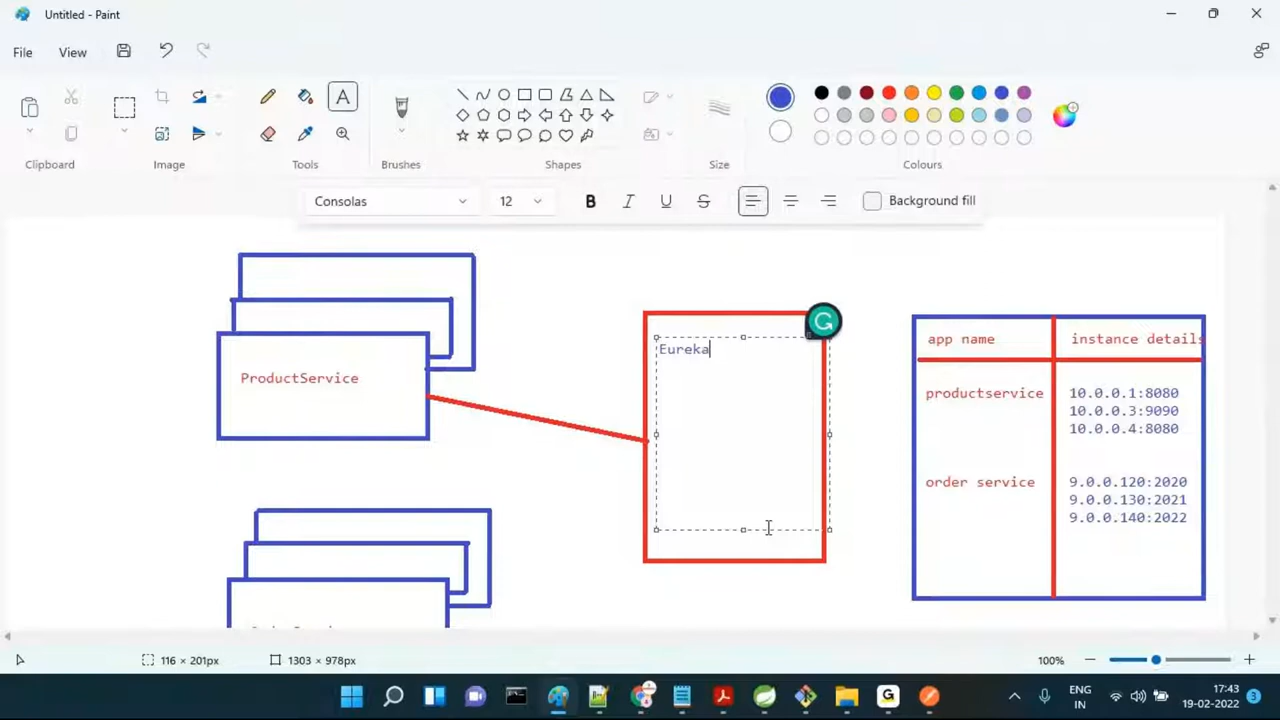 Untitled - Paint
File
View
Clipboard
Image
Tools
Brushes
Shapes
Size
Colours
Consolas
12
B
I
U
Background fill
ProductService
Eureka
app name
instance details
productservice
10.0.0.1:8080
10.0.0.3:9090
10.0.0.4:8080
order service
9.0.0.120:2020
9.0.0.130:2021
9.0.0.140:2022
116 × 201px
1303 × 978px
100%
ENG
IN
17:43
19-02-2022
3